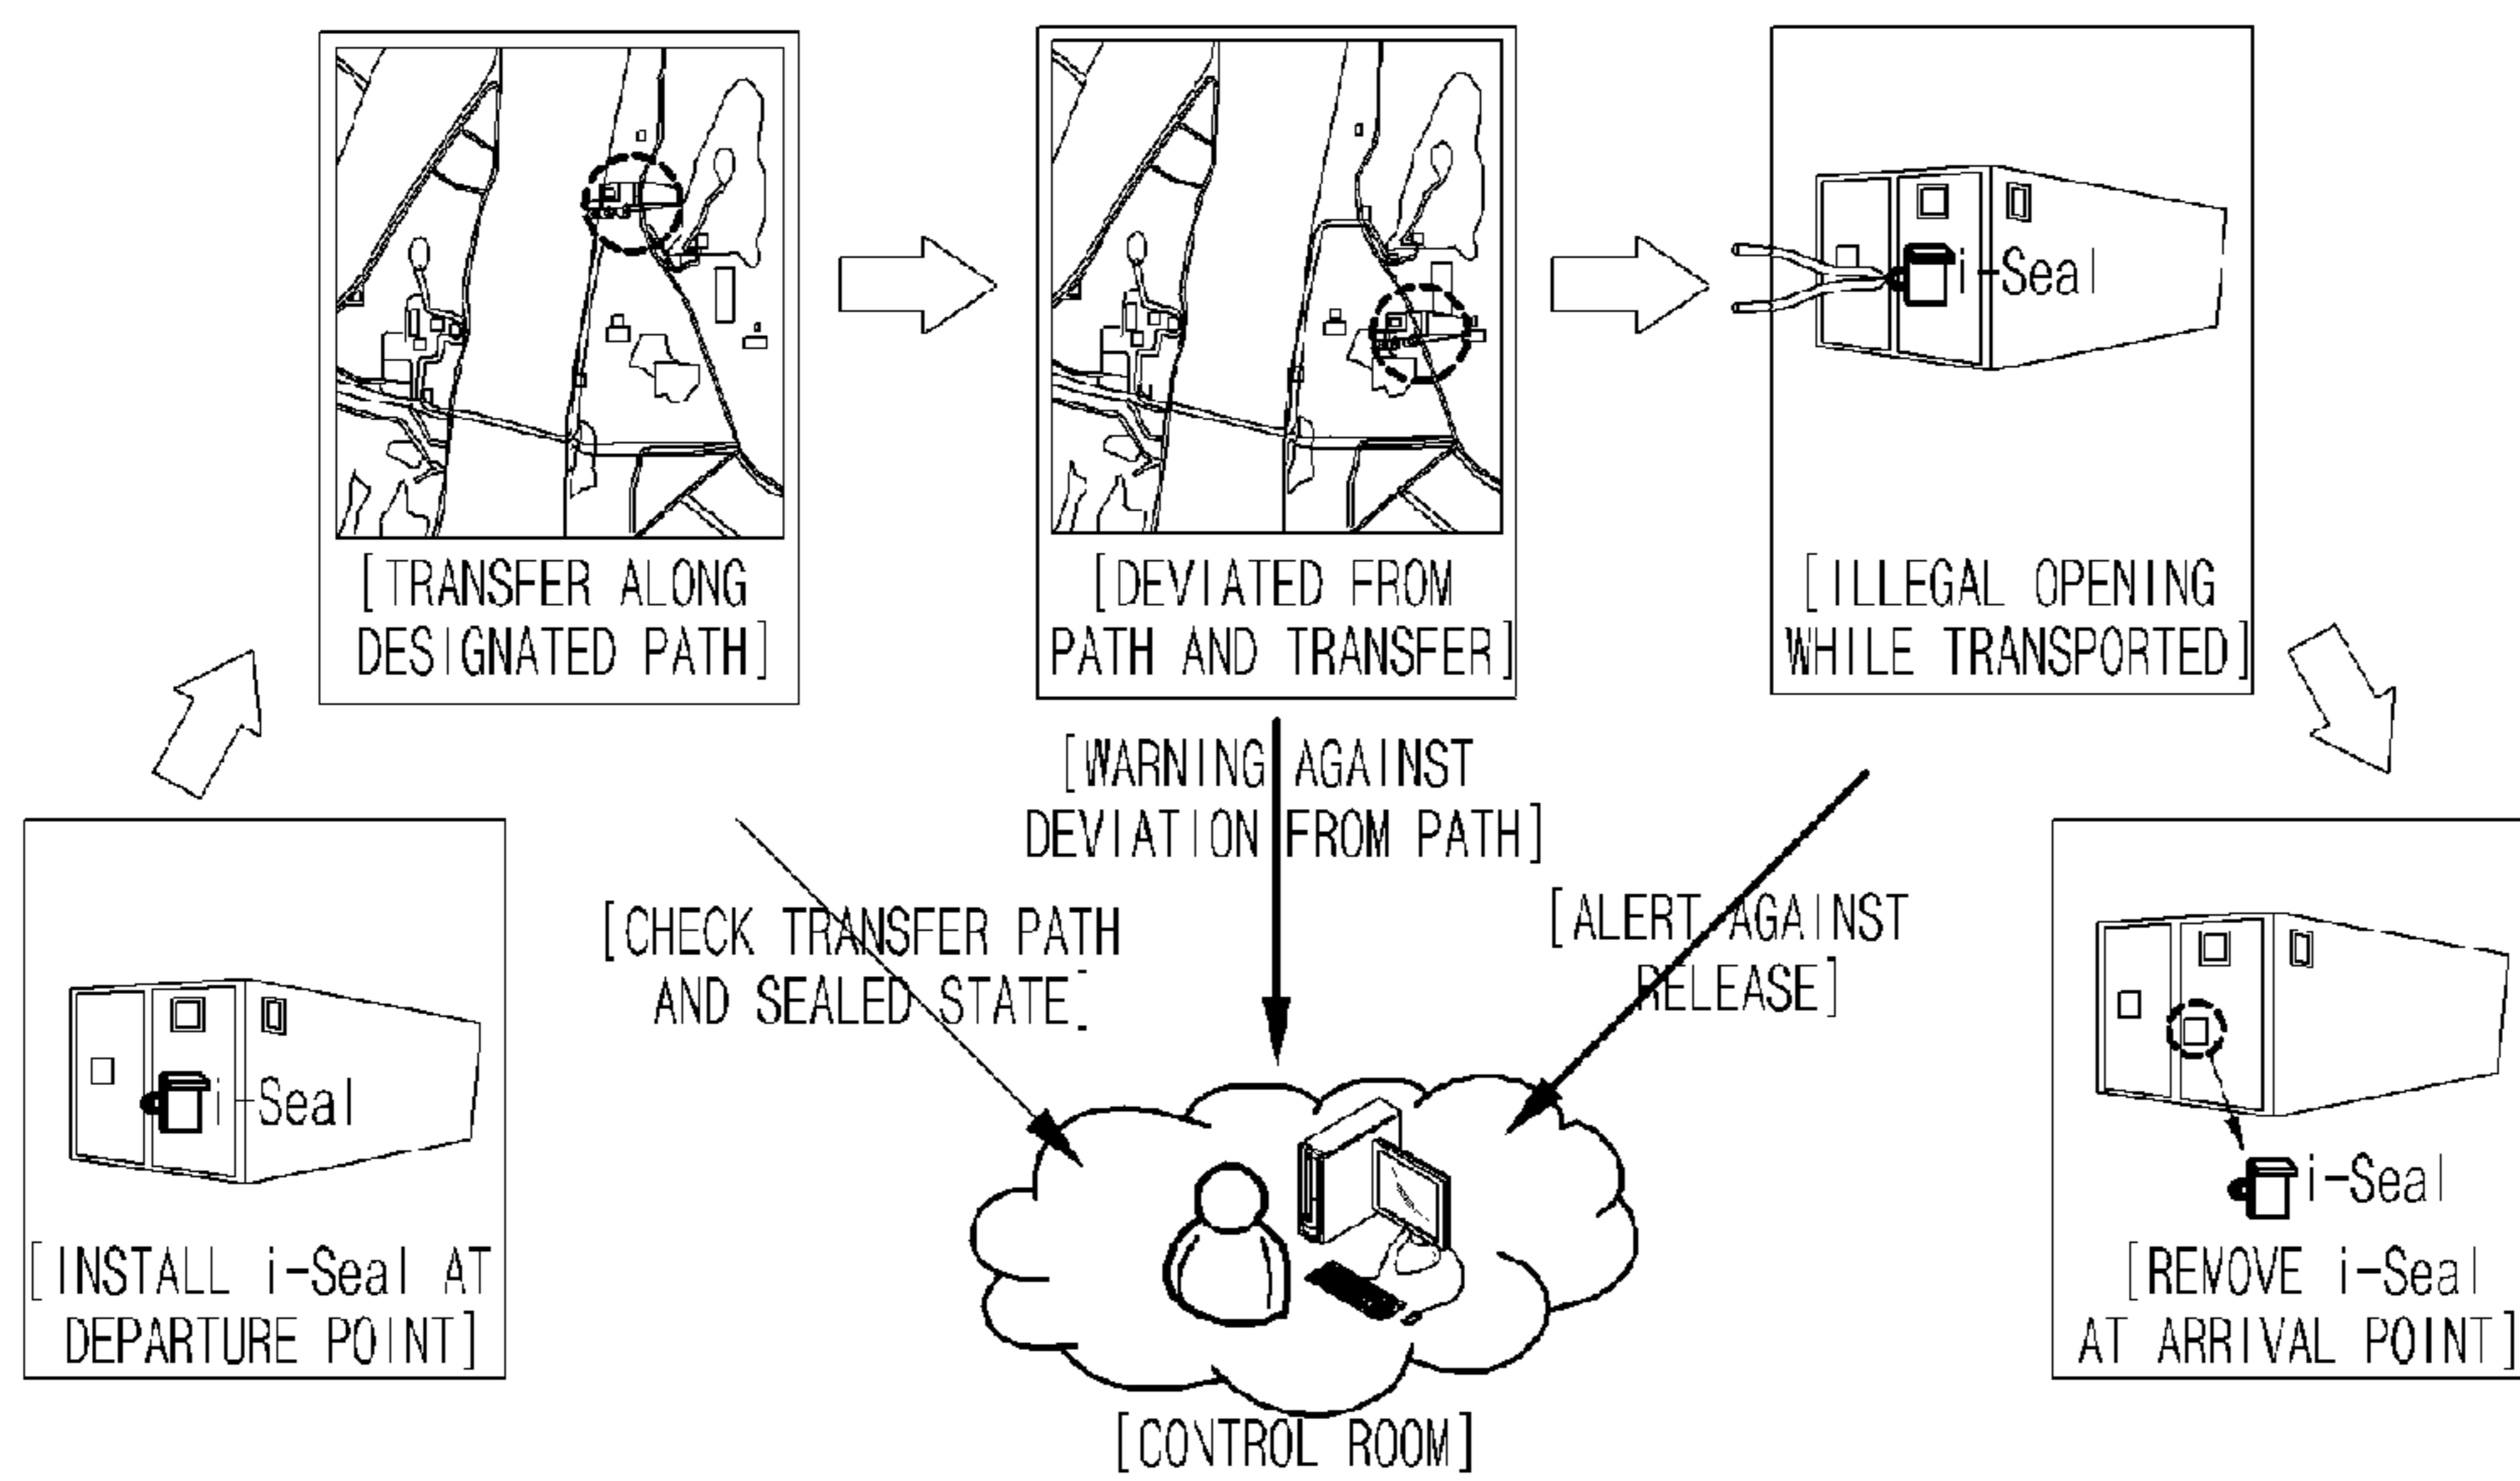 [TRANSFER ALONG
DESIGNATED PATH]
[DEVIATED FROM
PATH AND TRANSFER]
i-Seal
[ILLEGAL OPENING
WHILE TRANSPORTED]
[WARNING AGAINST
DEVIATION FROM PATH]
[CHECK TRANSFER PATH
AND SEALED STATE]
[ALERT AGAINST
RELEASE]
i-Seal
[INSTALL i-Seal AT
DEPARTURE POINT]
i-Seal
[REMOVE i-Seal
AT ARRIVAL POINT]
[CONTROL ROOM]